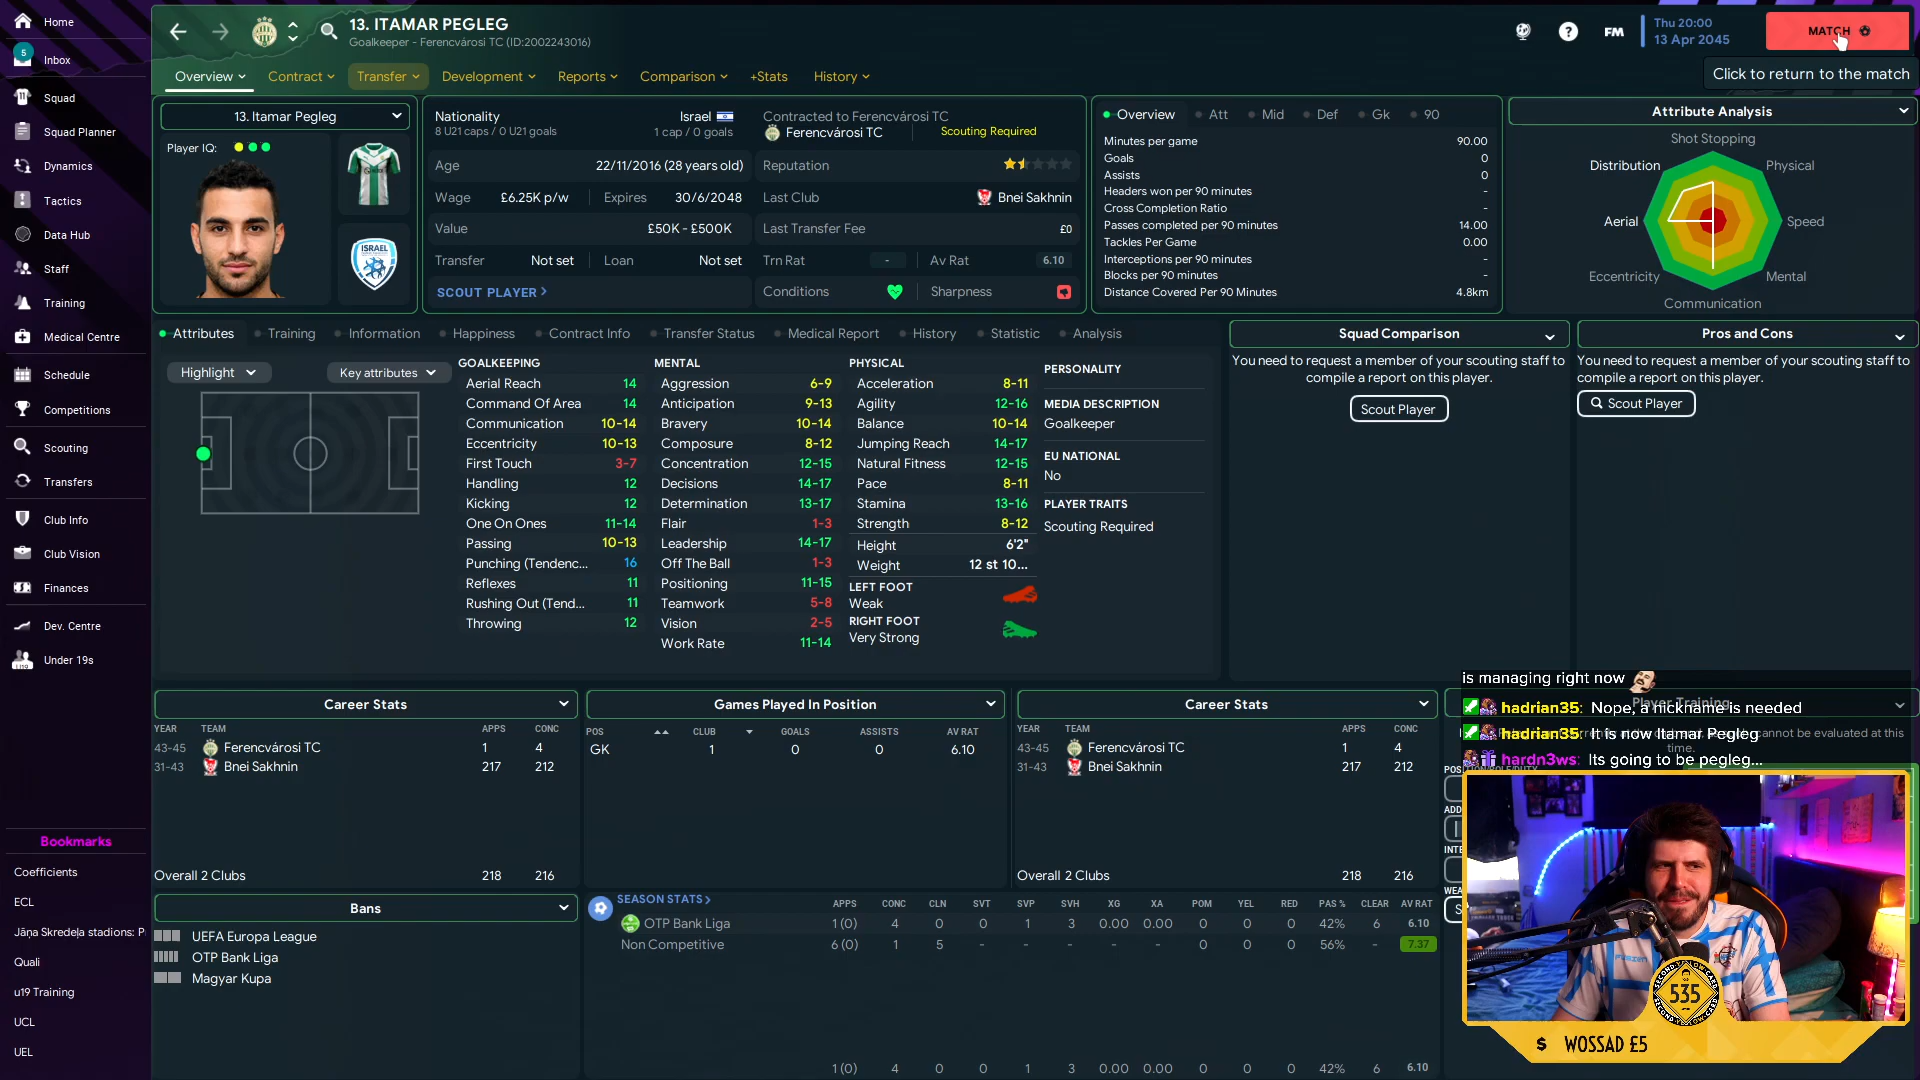 Home
5
Inbox
Squad
Squad Planner
Dynamics
Tactics
Data Hub
Staff
Training
Medical Centre
Schedule
Competitions
Scouting
Transfers
Club Info
Club Vision
Finances
Dev. Centre
Under 19s
Bookmarks
Coefficients
ECL
Jāņa Skredeļa stadions: P
Quali
u19 Training
UCL
UEL
13. ITAMAR PEGLEG
Goalkeeper - Ferencvárosi TC (ID:2002243016)
FM
Thu 20:00
13 Apr 2045
MATCH
Click to return to the match
Overview Contract Transfer Development Reports Comparison +Stats History
13. Itamar Pegleg
Player IQ:
ISRAEL
Nationality Israel
8 U21 caps / 0 U21 goals 1 cap / 0 goals
Age 22/11/2016 (28 years old)
Wage £6.25K p/w Expires 30/6/2048
Value £50K - £500K
Transfer Not set Loan Not set
SCOUT PLAYER >
Contracted to Ferencvárosi TC
Ferencvárosi TC Scouting Required
Reputation
Last Club Bnei Sakhnin
Last Transfer Fee £0
Trn Rat - Av Rat 6.10
Conditions Sharpness
Overview Att Mid Def Gk 90
Minutes per game 90.00
Goals 0
Assists 0
Headers won per 90 minutes -
Cross Completion Ratio -
Passes completed per 90 minutes 14.00
Tackles Per Game 0.00
Interceptions per 90 minutes -
Blocks per 90 minutes -
Distance Covered Per 90 Minutes 4.8km
Attribute Analysis
Shot Stopping
Distribution Physical
Aerial Speed
Eccentricity Mental
Communication
Attributes Training Information Happiness Contract Info Transfer Status Medical Report History Statistic Analysis
Highlight Key attributes
GOALKEEPING
Aerial Reach 14
Command Of Area 14
Communication 10-14
Eccentricity 10-13
First Touch 3-7
Handling 12
Kicking 12
One On Ones 11-14
Passing 10-13
Punching (Tendenc... 16
Reflexes 11
Rushing Out (Tend... 11
Throwing 12
MENTAL
Aggression 6-9
Anticipation 9-13
Bravery 10-14
Composure 8-12
Concentration 12-15
Decisions 14-17
Determination 13-17
Flair 1-3
Leadership 14-17
Off The Ball 1-3
Positioning 11-15
Teamwork 5-8
Vision 2-5
Work Rate 11-14
PHYSICAL
Acceleration 8-11
Agility 12-16
Balance 10-14
Jumping Reach 14-17
Natural Fitness 12-15
Pace 8-11
Stamina 13-16
Strength 8-12
Height 6'2"
Weight 12 st 10...
LEFT FOOT
Weak
RIGHT FOOT
Very Strong
PERSONALITY
MEDIA DESCRIPTION
Goalkeeper
EU NATIONAL
No
PLAYER TRAITS
Scouting Required
Squad Comparison
You need to request a member of your scouting staff to
compile a report on this player.
Scout Player
Pros and Cons
You need to request a member of your scouting staff to
compile a report on this player.
Scout Player
Career Stats
YEAR TEAM APPS CONC
43-45 Ferencvárosi TC 1 4
31-43 Bnei Sakhnin 217 212
Overall 2 Clubs 218 216
Games Played In Position
POS CLUB GOALS ASSISTS AV RAT
GK 1 0 0 6.10
Career Stats
YEAR TEAM APPS CONC
43-45 Ferencvárosi TC 1 4
31-43 Bnei Sakhnin 217 212
Overall 2 Clubs 218 216
Bans
UEFA Europa League
OTP Bank Liga
Magyar Kupa
SEASON STATS > APPS CONC CLN SVT SVP SVH XG XA POM YEL RED PAS % CLEAR AV RAT
OTP Bank Liga 1 (0) 4 0 0 1 3 0.00 0.00 0 0 0 42% 6 6.10
Non Competitive 6 (0) 1 5 - - - - - 0 0 0 56% - 7.37
1 (0) 4 0 0 1 3 0.00 0.00 0 0 0 42% 6 6.10
Player Training
cannot be evaluated at this
time.
is managing right now
hadrian35: Nope, a nickname is needed
hadrian35: It is now Itamar Pegleg
hardn3ws: Its going to be pegleg...
SECOND YELLOW CARD
535
$ WOSSAD £5